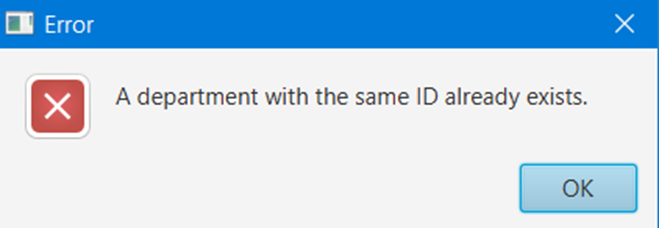 Error
A department with the same ID already exists.
OK